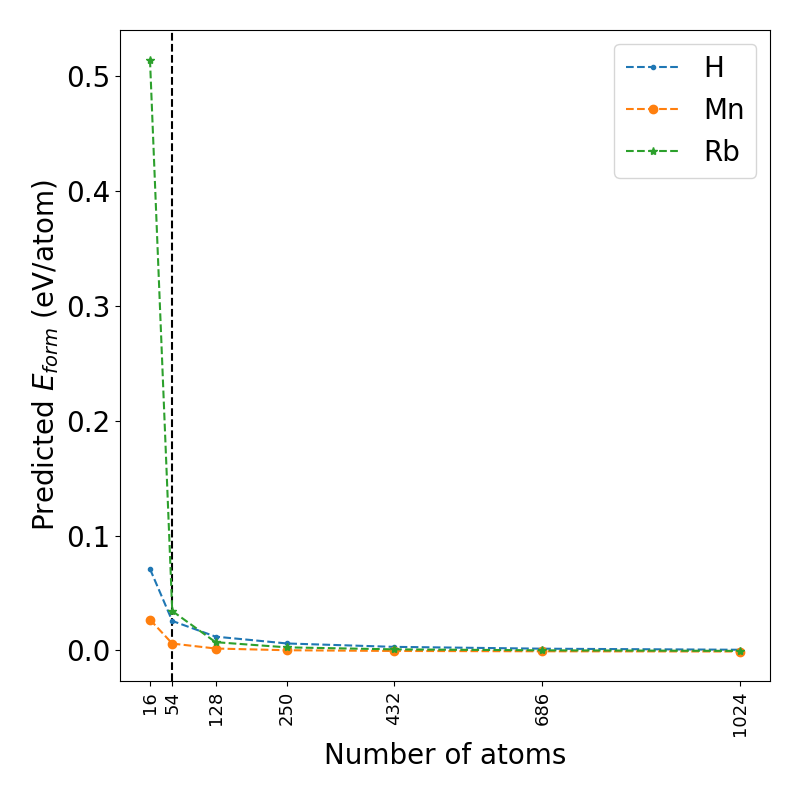 Predicted E_form (eV/atom)
0.5
0.4
0.3
0.2
0.1
0.0
H
Mn
Rb
16
54
128
250
432
686
1024
Number of atoms